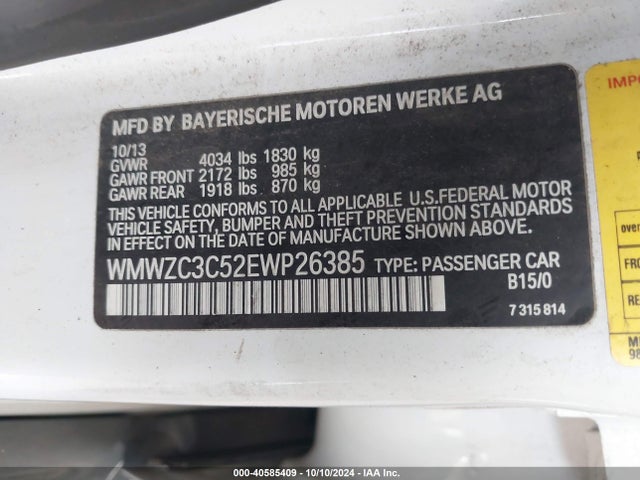 MFD BY BAYERISCHE MOTOREN WERKE AG
10/13
GVWR 4034 lbs 1830 kg
GAWR FRONT 2172 lbs 985 kg
GAWR REAR 1918 lbs 870 kg
THIS VEHICLE CONFORMS TO ALL APPLICABLE U.S.FEDERAL MOTOR
VEHICLE SAFETY, BUMPER AND THEFT PREVENTION STANDARDS
IN EFFECT ON THE DATE OF MANUFACTURE SHOWN ABOVE.
WMWZC3C52EWP26385 TYPE: PASSENGER CAR
B15/0
7 315 814
over
000-40585409 - 10/10/2024 - IAA Inc.